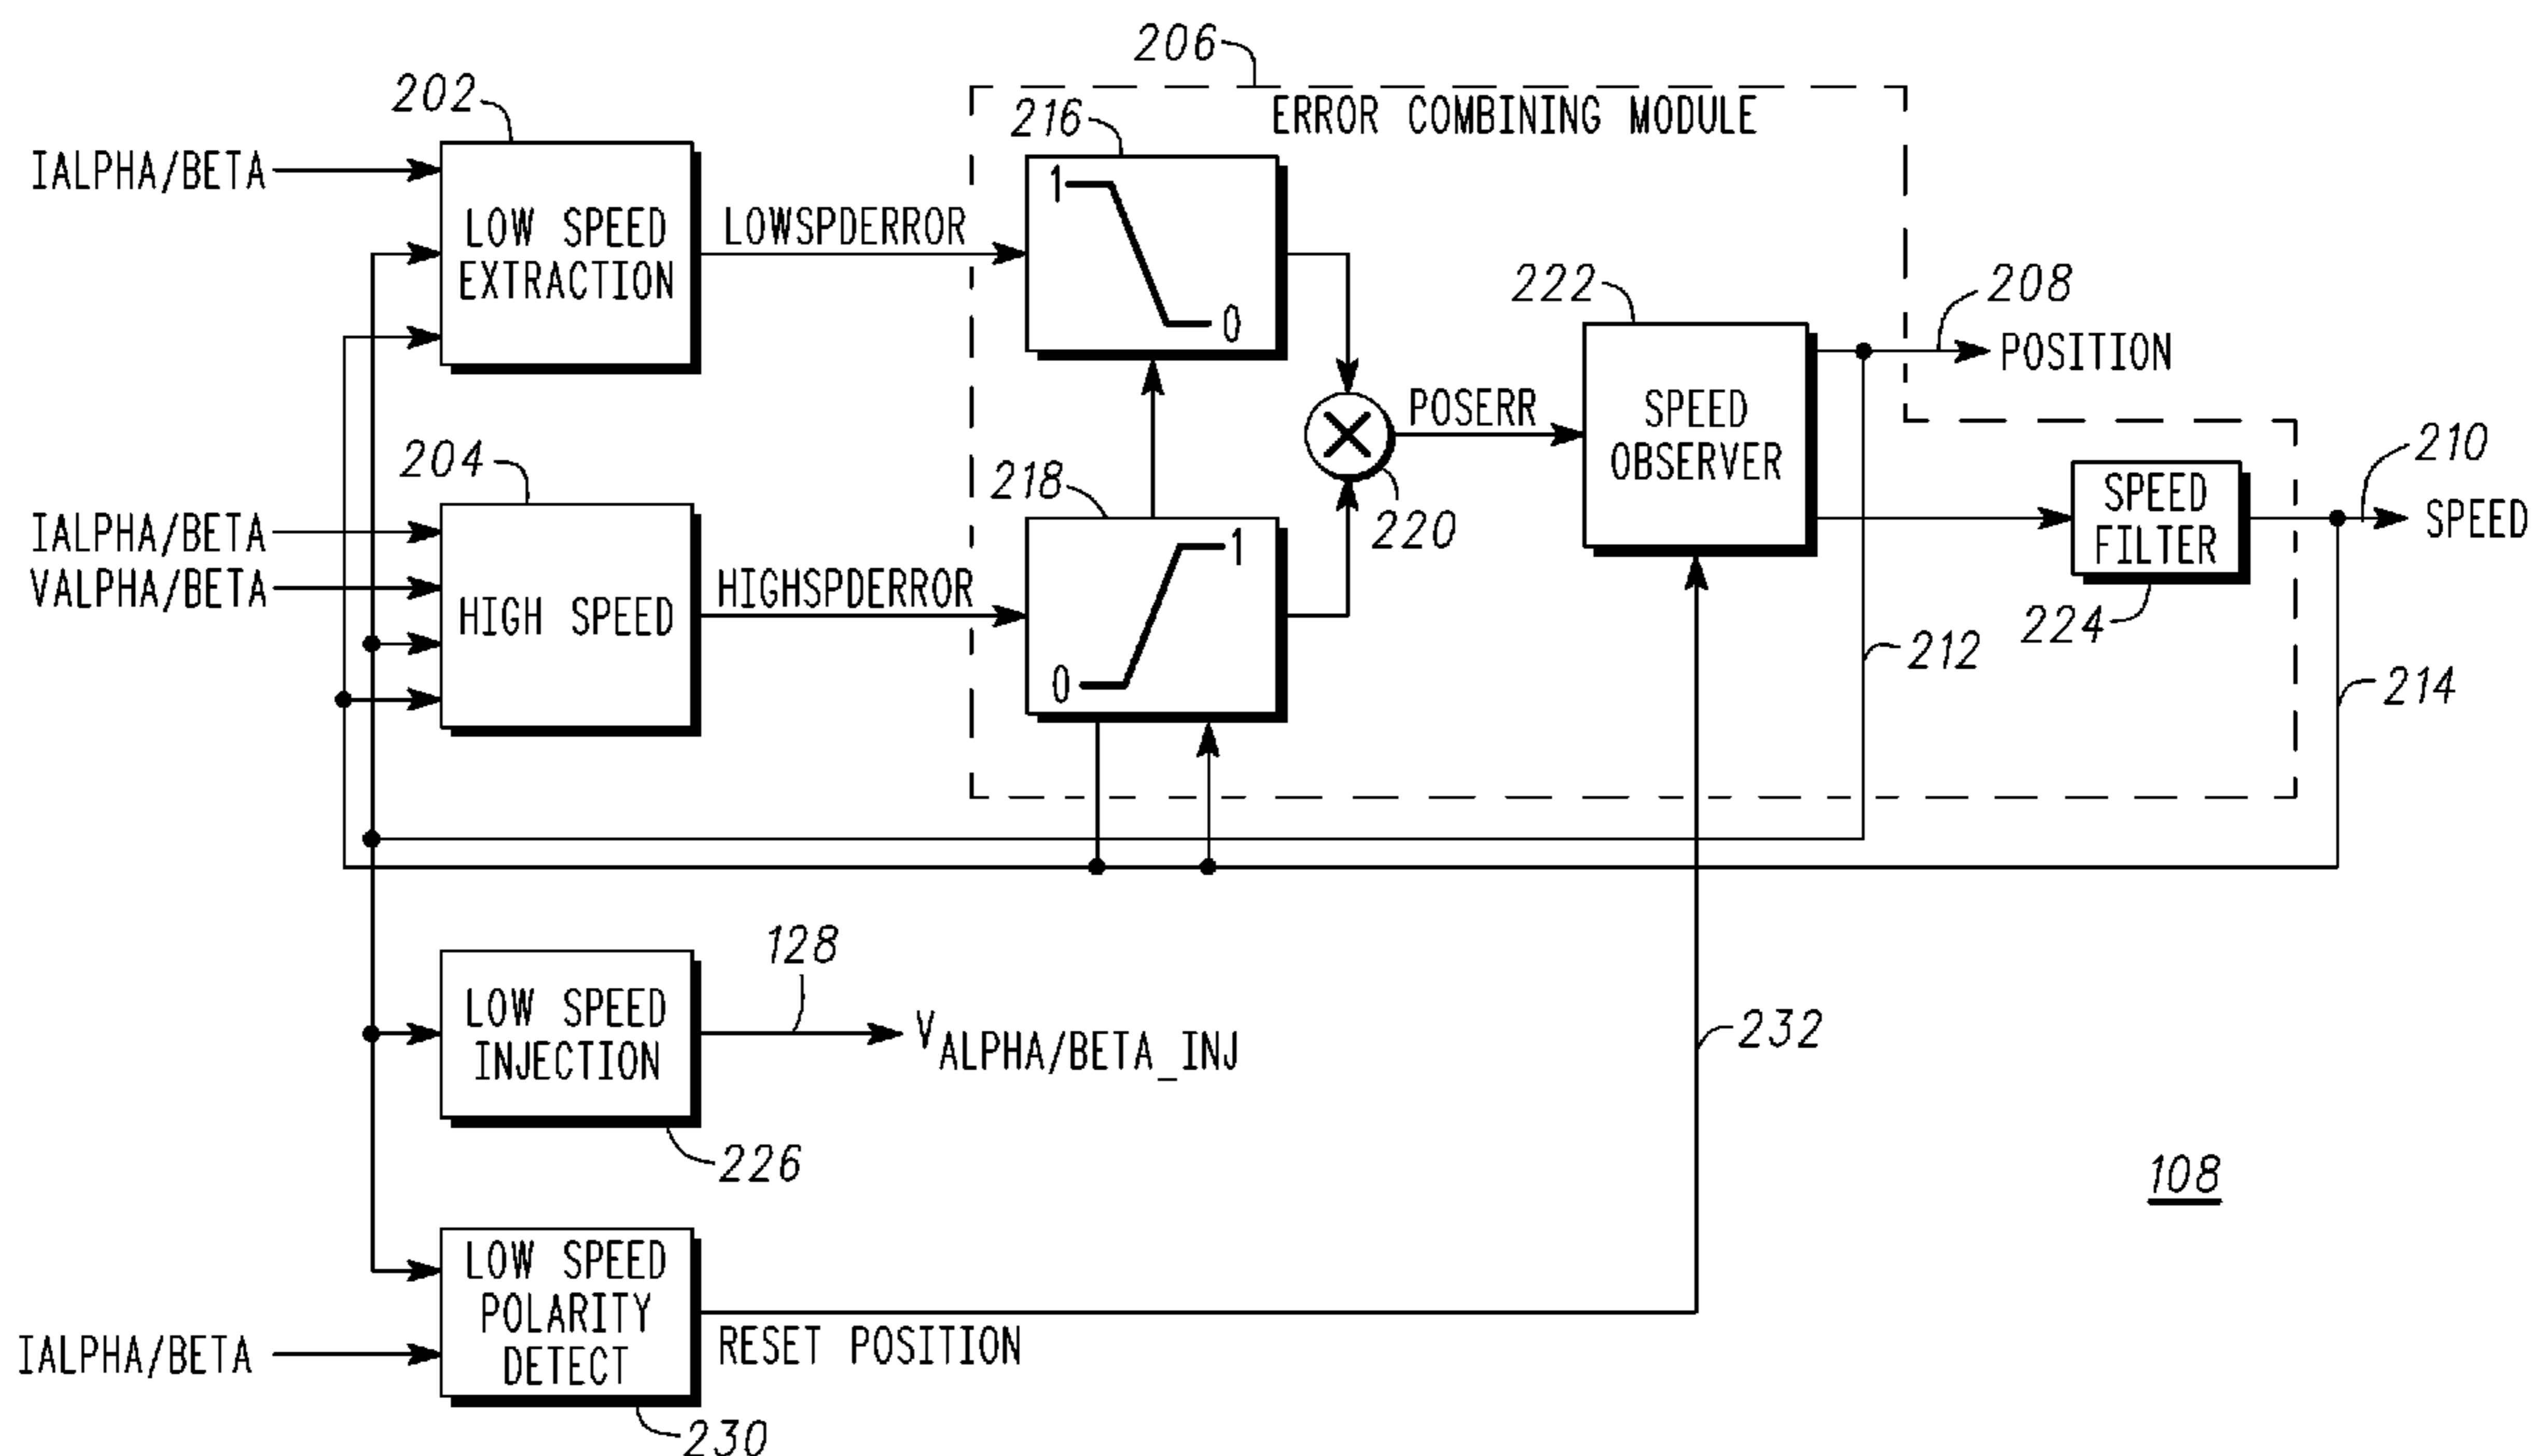 206
202
216
ERROR COMBINING MODULE
IALPHA/BETA
1
LOW SPEED
EXTRACTION
LOWSPDERROR
0
222
208
POSITION
SPEED
OBSERVER
POSERR
204
218
220
210
SPEED
FILTER
SPEED
IALPHA/BETA
VALPHA/BETA
HIGH SPEED
HIGHSPDERROR
1
0
224
212
214
128
LOW SPEED
INJECTION
VALPHA/BETA_INJ
232
226
108
LOW SPEED
POLARITY
DETECT
IALPHA/BETA
RESET POSITION
230